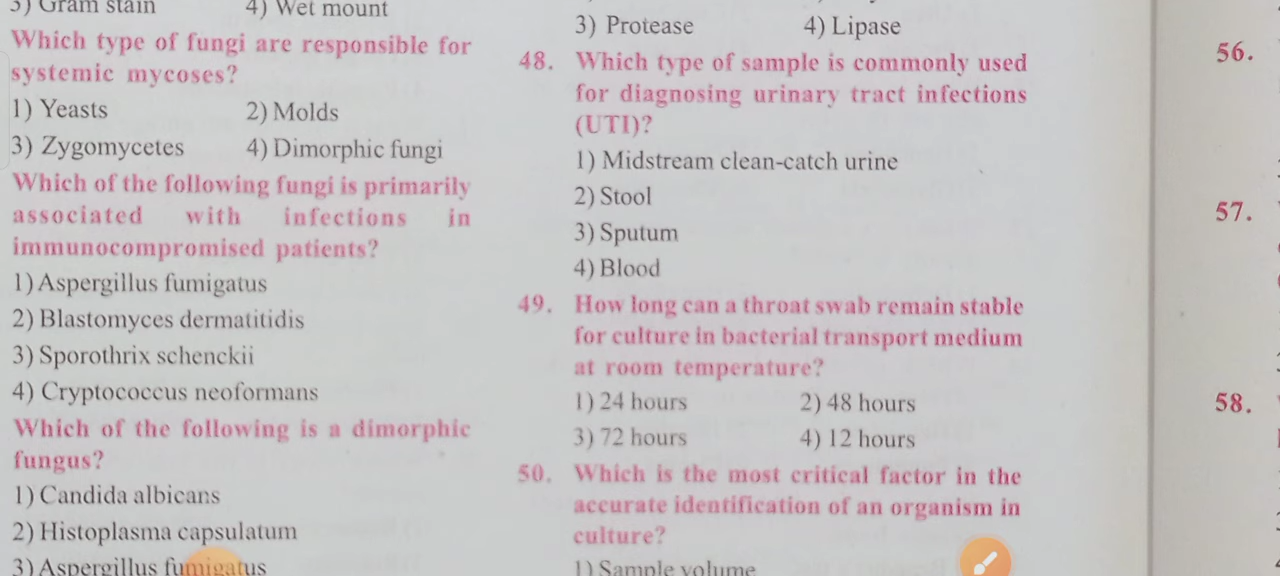 3) Gram stain 4) Wet mount
Which type of fungi are responsible for
systemic mycoses?
1) Yeasts 2) Molds
3) Zygomycetes 4) Dimorphic fungi
Which of the following fungi is primarily
associated with infections in
immunocompromised patients?
1) Aspergillus fumigatus
2) Blastomyces dermatitidis
3) Sporothrix schenckii
4) Cryptococcus neoformans
Which of the following is a dimorphic
fungus?
1) Candida albicans
2) Histoplasma capsulatum
3) Aspergillus fumigatus
3) Protease 4) Lipase
48. Which type of sample is commonly used
for diagnosing urinary tract infections
(UTI)?
1) Midstream clean-catch urine
2) Stool
3) Sputum
4) Blood
49. How long can a throat swab remain stable
for culture in bacterial transport medium
at room temperature?
1) 24 hours 2) 48 hours
3) 72 hours 4) 12 hours
50. Which is the most critical factor in the
accurate identification of an organism in
culture?
1) Sample volume
56.
57.
58.